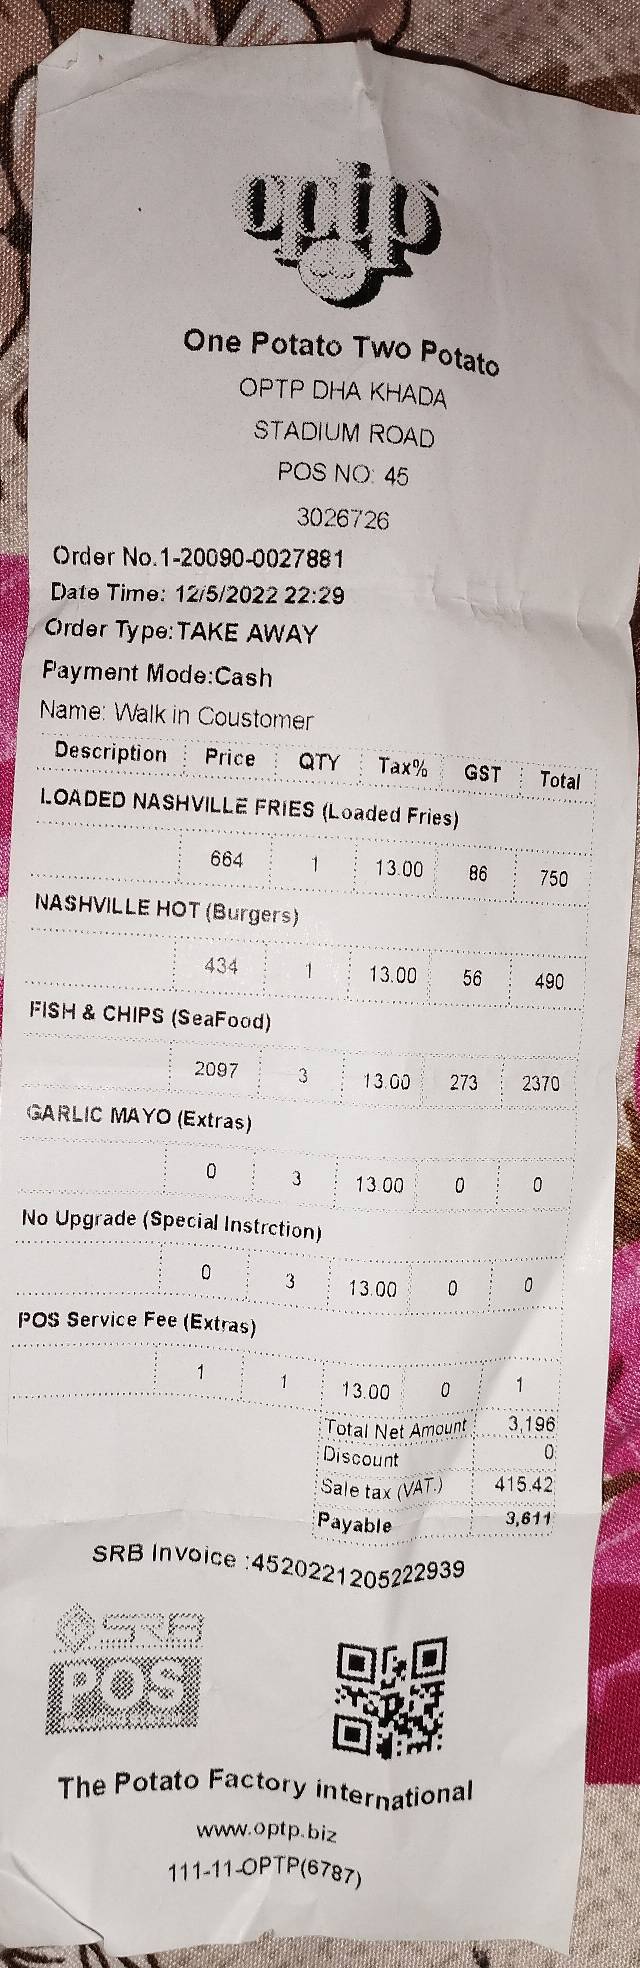 optp
One Potato Two Potato
OPTP DHA KHADA
STADIUM ROAD
POS NO: 45
3026726
Order No.1-20090-0027881
Date Time: 12/5/2022 22:29
Order Type:TAKE AWAY
Payment Mode:Cash
Name: Walk in Coustomer
Description Price QTY Tax% GST Total
LOADED NASHVILLE FRIES (Loaded Fries)
664 1 13.00 86 750
NASHVILLE HOT (Burgers)
434 1 13.00 56 490
FISH & CHIPS (SeaFood)
2097 3 13.00 273 2370
GARLIC MAYO (Extras)
0 3 13.00 0 0
No Upgrade (Special Instrction)
0 3 13.00 0 0
POS Service Fee (Extras)
1 1 13.00 0 1
Total Net Amount 3,196
Discount 0
Sale tax (VAT.) 415.42
Payable 3,611
SRB Invoice :45202212052​22939
SRB
POS
The Potato Factory international
www.optp.biz
111-11-OPTP(6787)